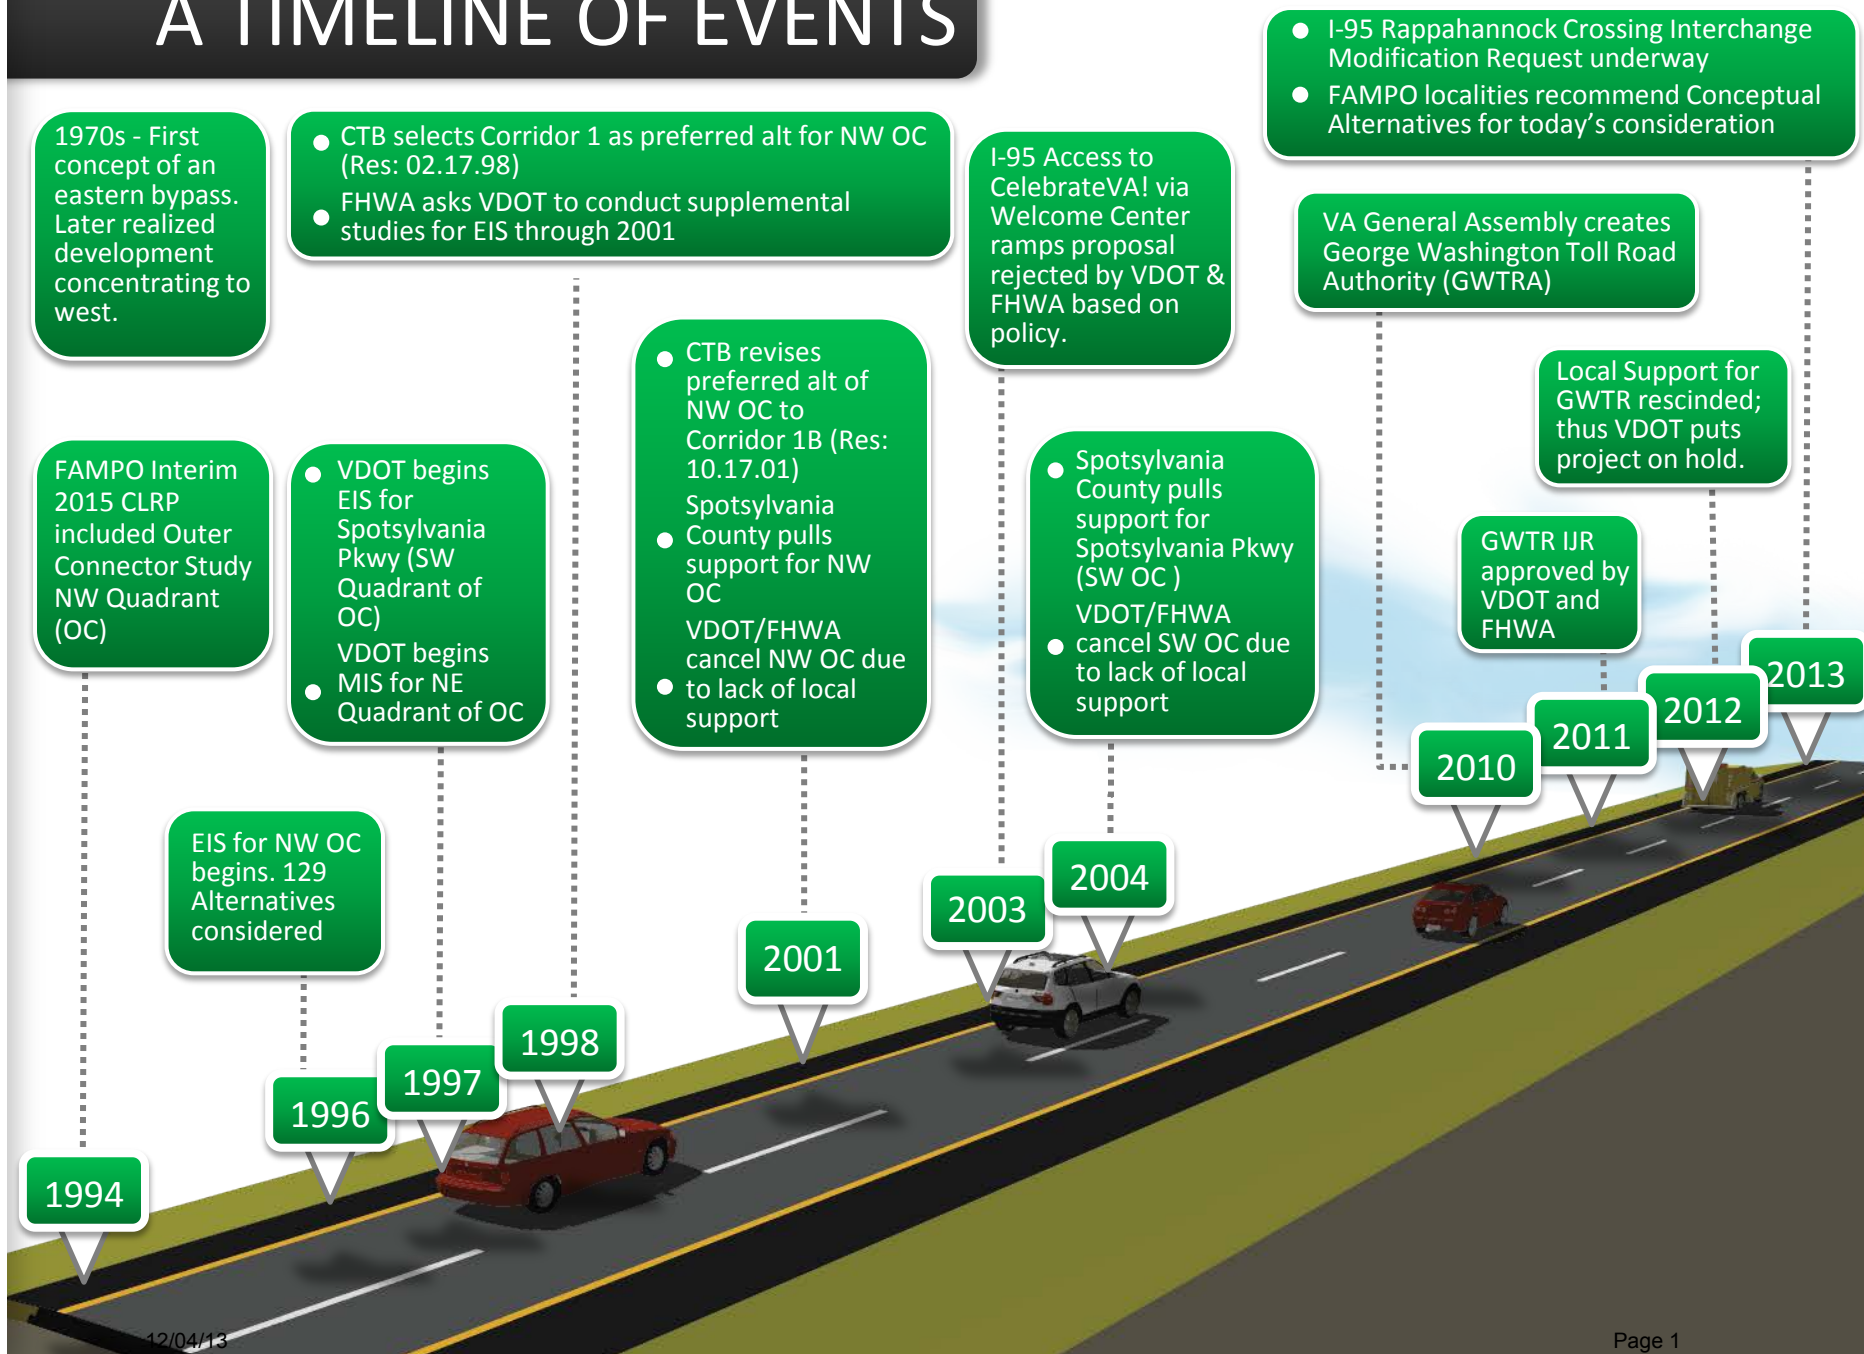 A TIMELINE OF EVENTS
1970s - First
concept of an
eastern bypass.
Later realized
development
concentrating to
west.
FAMPO Interim
2015 CLRP
included Outer
Connector Study
NW Quadrant
(OC)
1994
EIS for NW OC
begins. 129
Alternatives
considered
1996
● VDOT begins
EIS for
Spotsylvania
Pkwy (SW
Quadrant of
OC)
VDOT begins
● MIS for NE
Quadrant of OC
1997
● CTB selects Corridor 1 as preferred alt for NW OC
(Res: 02.17.98)
FHWA asks VDOT to conduct supplemental
● studies for EIS through 2001
1998
● CTB revises
preferred alt of
NW OC to
Corridor 1B (Res:
10.17.01)
Spotsylvania
● County pulls
support for NW
OC
VDOT/FHWA
cancel NW OC due
● to lack of local
support
2001
I-95 Access to
CelebrateVA! via
Welcome Center
ramps proposal
rejected by VDOT &
FHWA based on
policy.
2003
● Spotsylvania
County pulls
support for
Spotsylvania Pkwy
(SW OC )
VDOT/FHWA
● cancel SW OC due
to lack of local
support
2004
VA General Assembly creates
George Washington Toll Road
Authority (GWTRA)
2010
GWTR IJR
approved by
VDOT and
FHWA
2011
Local Support for
GWTR rescinded;
thus VDOT puts
project on hold.
2012
● I-95 Rappahannock Crossing Interchange
Modification Request underway
● FAMPO localities recommend Conceptual
Alternatives for today's consideration
2013
12/04/13
Page 1